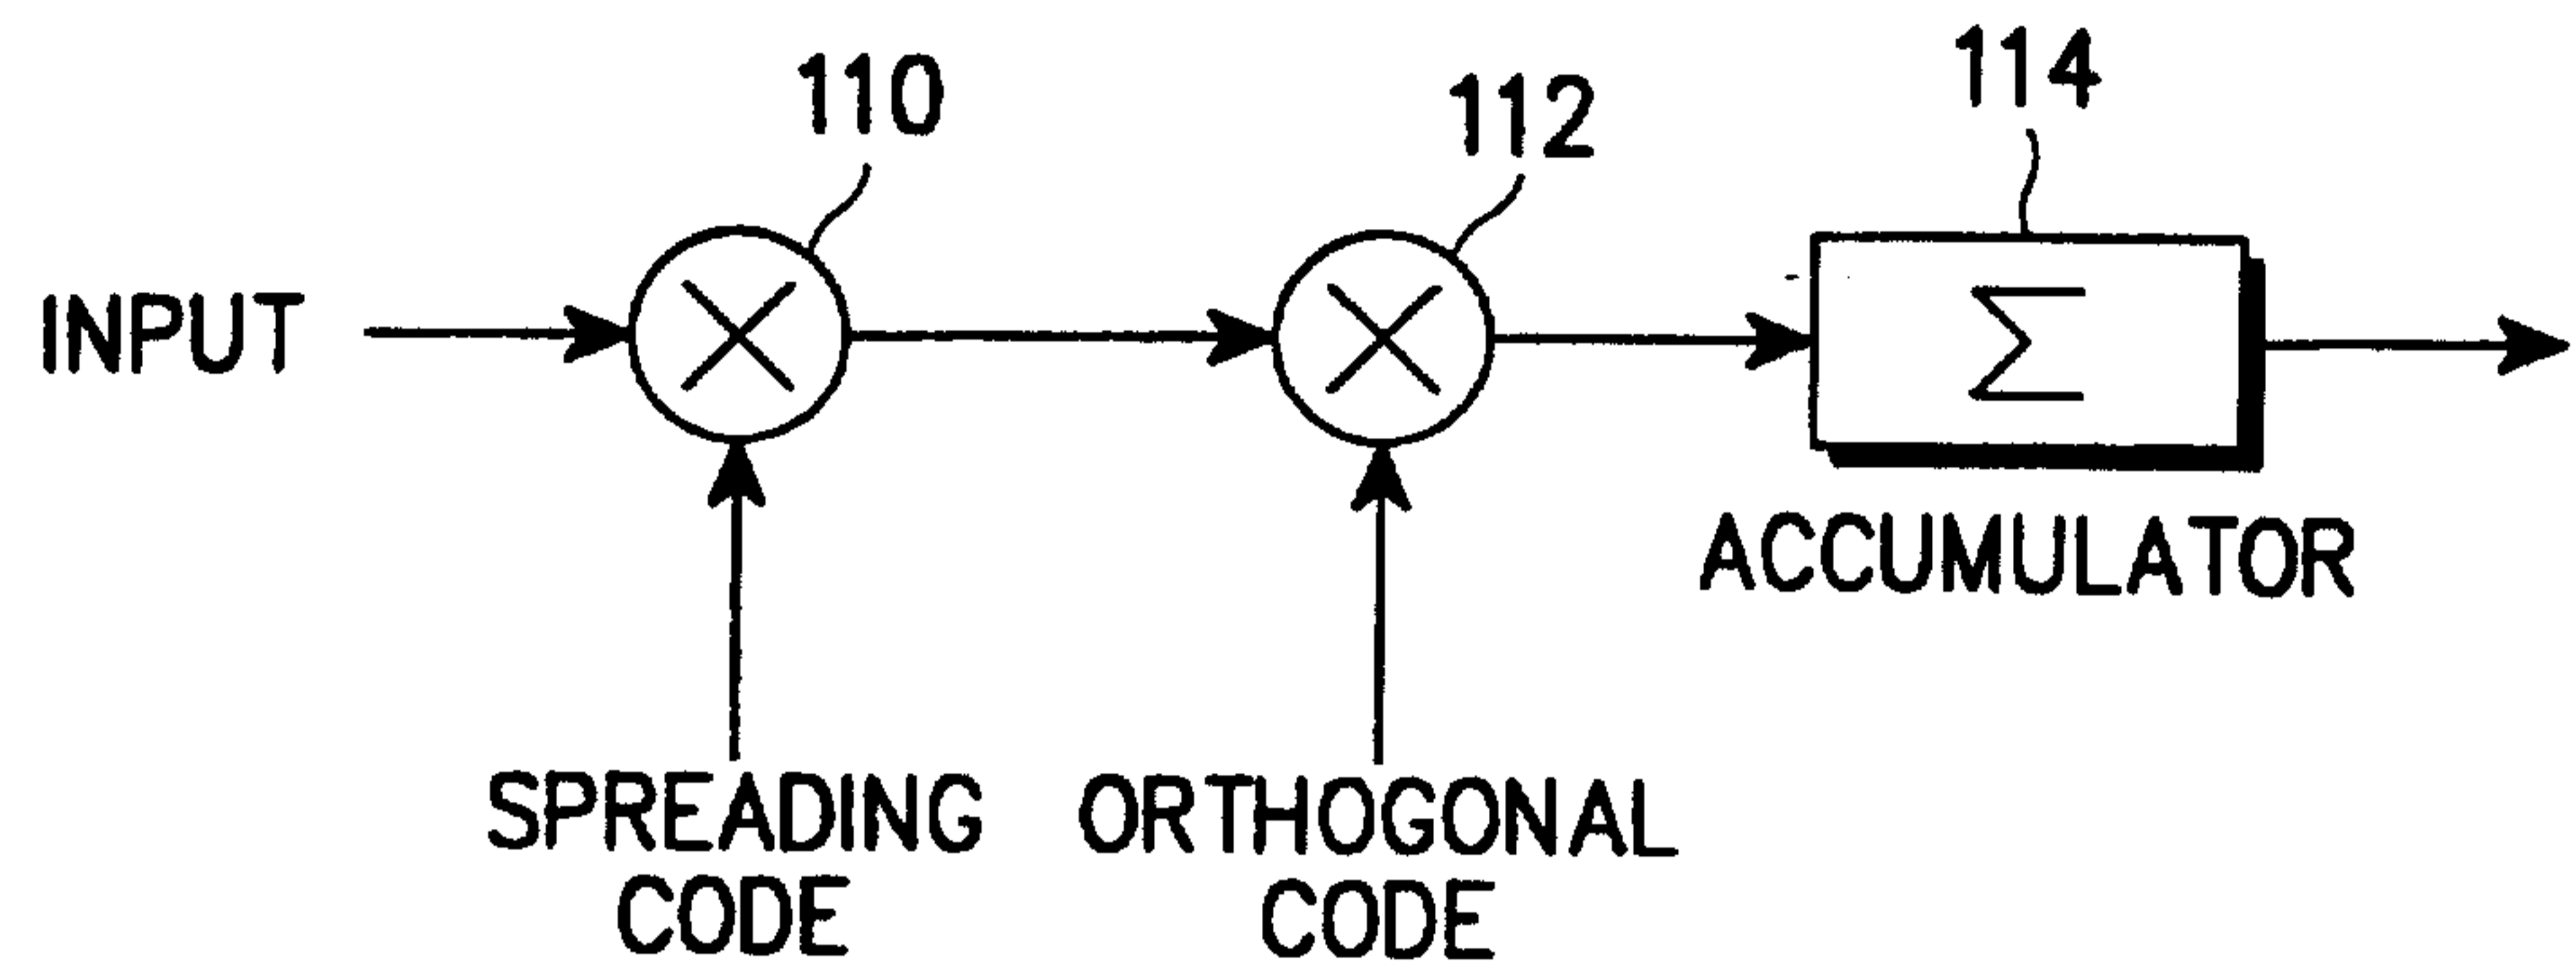 110
112
114
INPUT
Σ
ACCUMULATOR
SPREADING
CODE
ORTHOGONAL
CODE